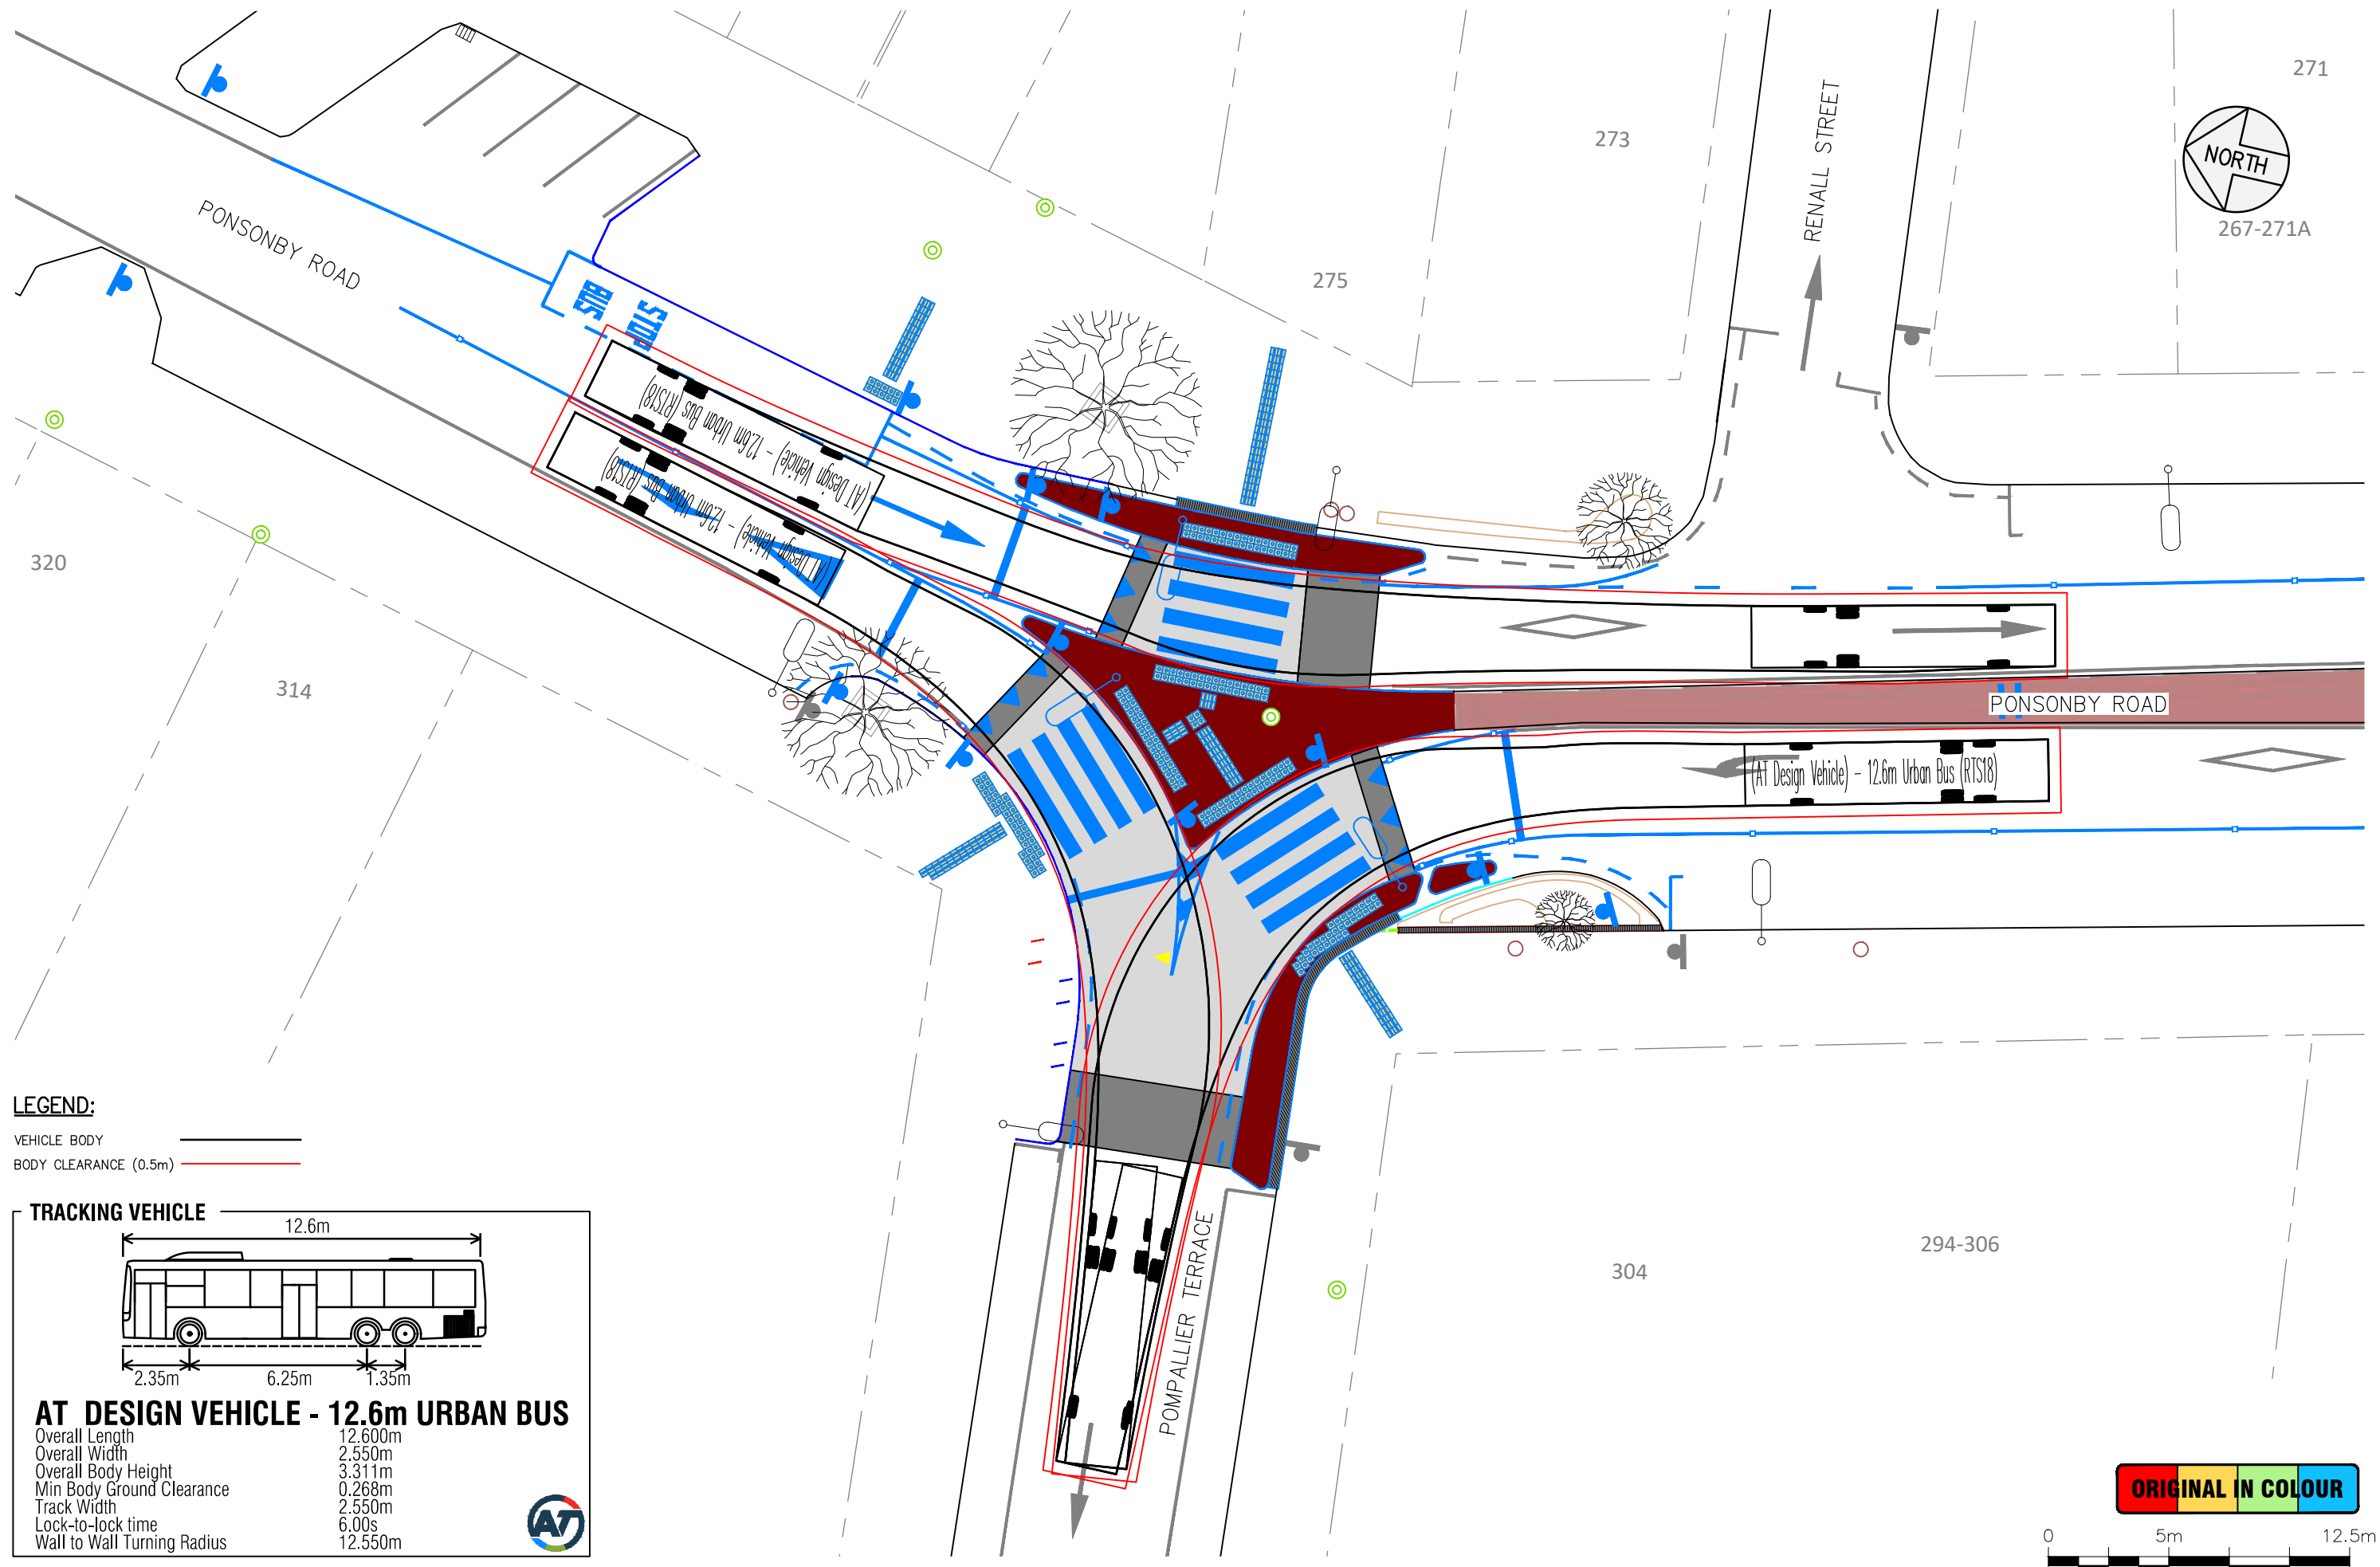 271
273
RENALL STREET
NORTH
267-271A
PONSONBY ROAD
275
BUS
STOP
(AT Design Vehicle) - 12.6m Urban Bus (RTS18)
(AT Design Vehicle) - 12.6m Urban Bus (RTS18)
320
314
PONSONBY ROAD
(AT Design Vehicle) - 12.6m Urban Bus (RTS18)
304
294-306
POMPALLIER TERRACE
LEGEND:
VEHICLE BODY
BODY CLEARANCE (0.5m)
TRACKING VEHICLE
12.6m
2.35m 6.25m 1.35m
AT DESIGN VEHICLE - 12.6m URBAN BUS
Overall Length 12.600m
Overall Width 2.550m
Overall Body Height 3.311m
Min Body Ground Clearance 0.268m
Track Width 2.550m
Lock-to-lock time 6.00s
Wall to Wall Turning Radius 12.550m
AT
ORIGINAL IN COLOUR
0 5m 12.5m